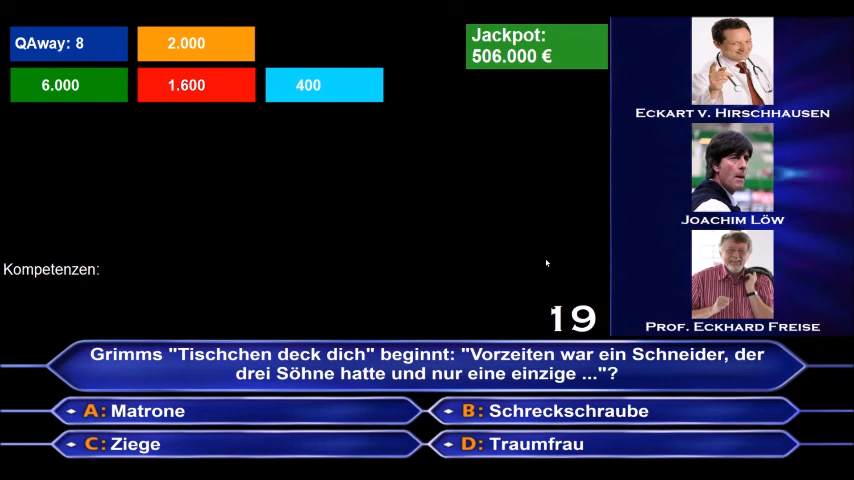 QAway: 8
2.000
Jackpot:
506.000 €
6.000
1.600
400
Eckart v. Hirschhausen
Joachim Löw
Kompetenzen:
19
Prof. Eckhard Freise
Grimms "Tischchen deck dich" beginnt: "Vorzeiten war ein Schneider, der
drei Söhne hatte und nur eine einzige ..."?
A: Matrone
B: Schreckschraube
C: Ziege
D: Traumfrau